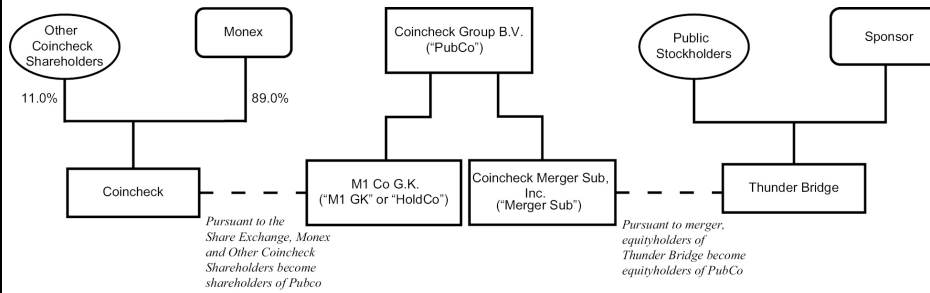 Other
Coincheck
Shareholders
Monex
Coincheck Group B.V.
(“PubCo”)
Public
Stockholders
Sponsor
11.0%
89.0%
Coincheck
M1 Co G.K.
(“M1 GK” or “HoldCo”)
Coincheck Merger Sub,
Inc.
(“Merger Sub”)
Thunder Bridge
Pursuant to the
Share Exchange, Monex
and Other Coincheck
Shareholders become
shareholders of Pubco
Pursuant to merger,
equityholders of
Thunder Bridge become
equityholders of PubCo